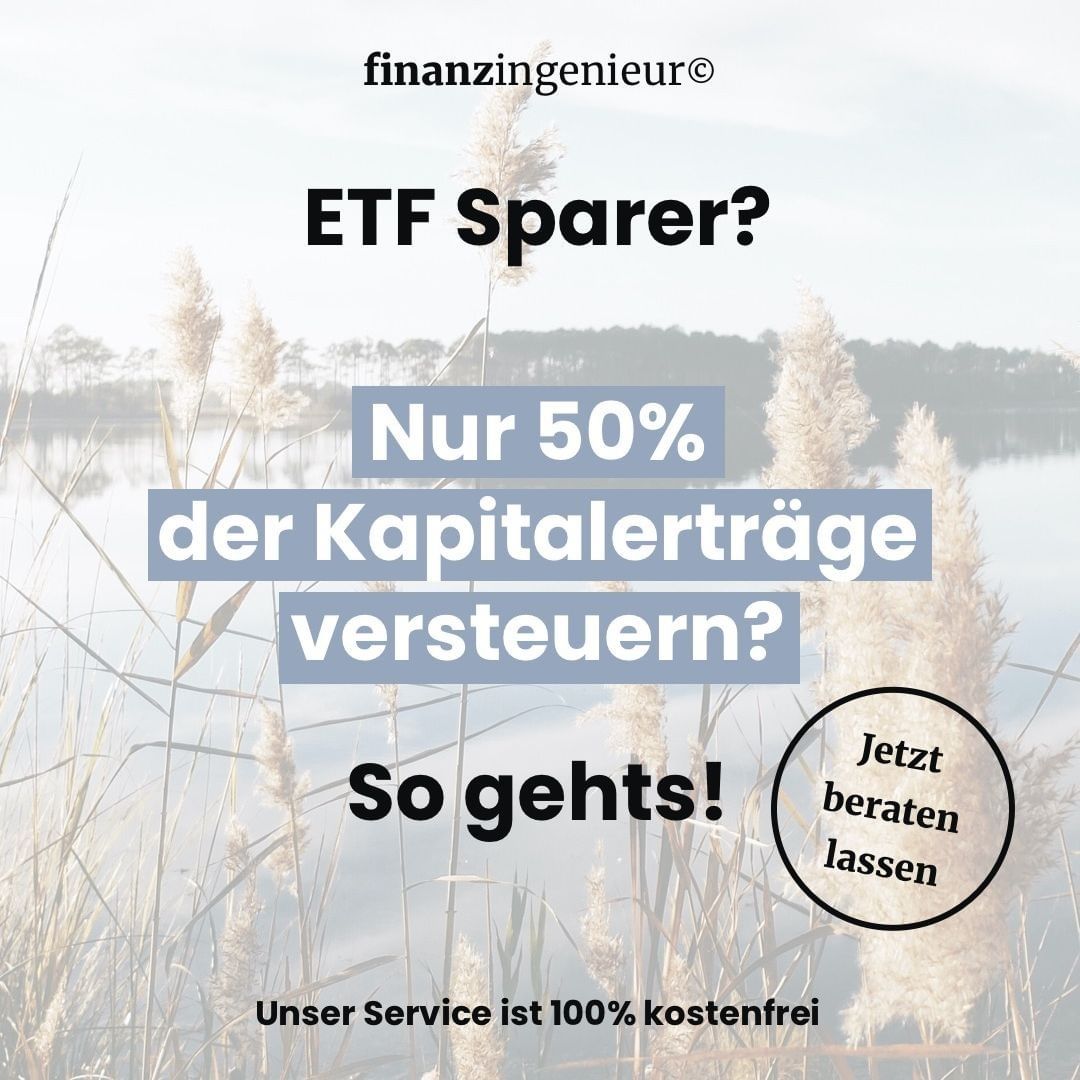 finanzingenieur©
ETF Sparer?
Nur 50%
der Kapitalerträge
versteuern?
So gehts!
Jetzt
beraten
lassen
Unser Service ist 100% kostenfrei